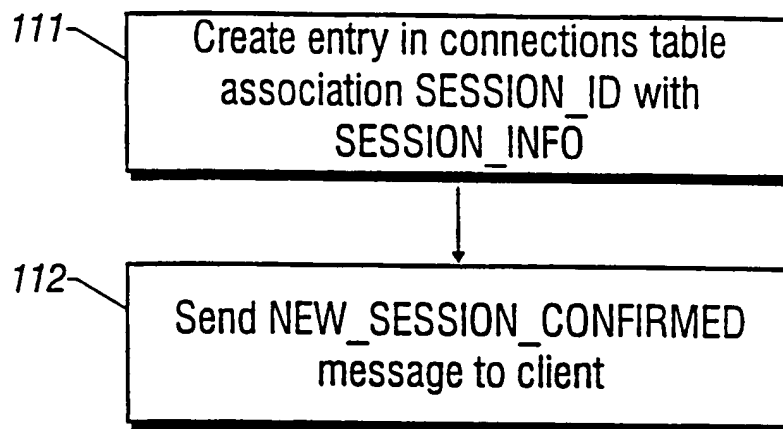 111
Create entry in connections table
association SESSION_ID with
SESSION_INFO
112
Send NEW_SESSION_CONFIRMED
message to client